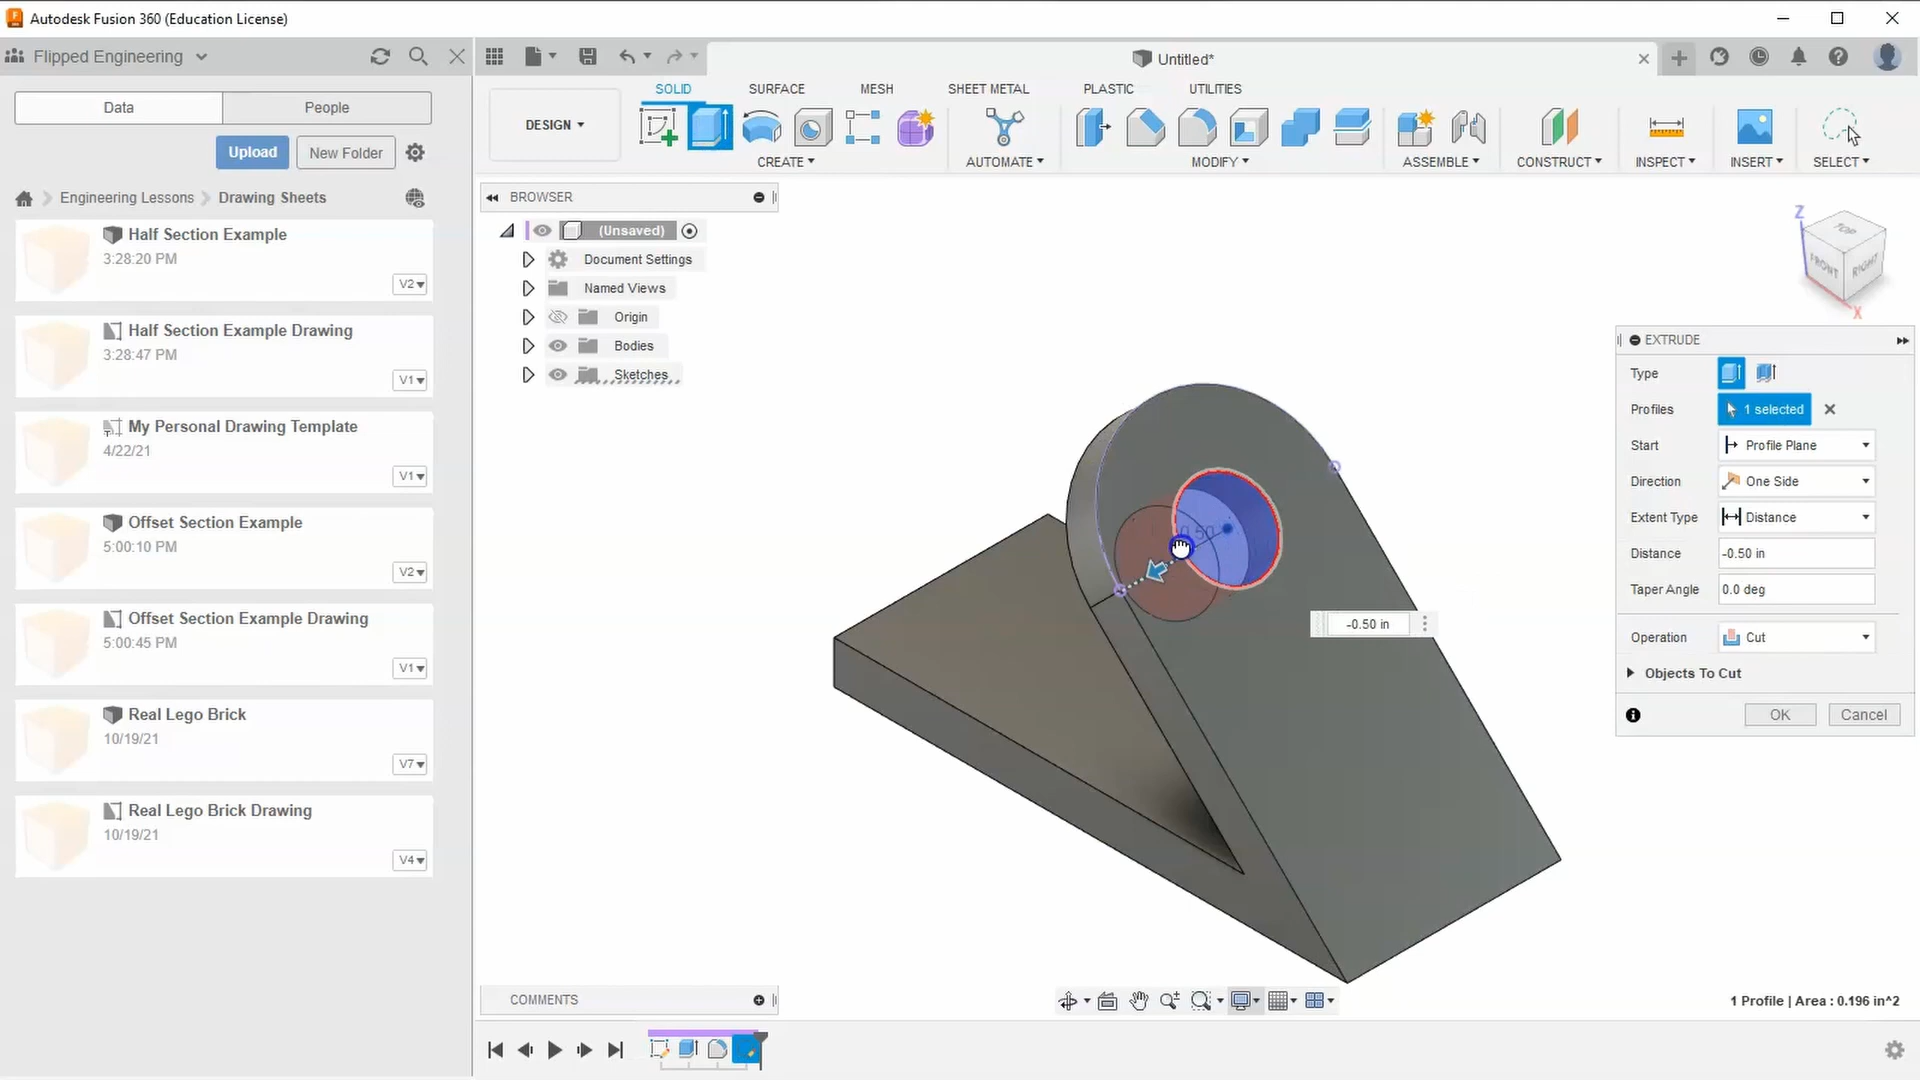 Autodesk Fusion 360 (Education License)
Flipped Engineering
Untitled*
Data
People
Upload
New Folder
Engineering Lessons
Drawing Sheets
Half Section Example
3:28:20 PM
V2
Half Section Example Drawing
3:28:47 PM
V1
My Personal Drawing Template
4/22/21
V1
Offset Section Example
5:00:10 PM
V2
Offset Section Example Drawing
5:00:45 PM
V1
Real Lego Brick
10/19/21
V7
Real Lego Brick Drawing
10/19/21
V4
DESIGN
SOLID
SURFACE
MESH
SHEET METAL
PLASTIC
UTILITIES
CREATE
AUTOMATE
MODIFY
ASSEMBLE
CONSTRUCT
INSPECT
INSERT
SELECT
BROWSER
(Unsaved)
Document Settings
Named Views
Origin
Bodies
Sketches
Z
TOP
FRONT
RIGHT
X
0.50
-0.50 in
EXTRUDE
Type
Profiles
1 selected
Start
Profile Plane
Direction
One Side
Extent Type
Distance
Distance
-0.50 in
Taper Angle
0.0 deg
Operation
Cut
Objects To Cut
OK
Cancel
COMMENTS
1 Profile | Area : 0.196 in^2